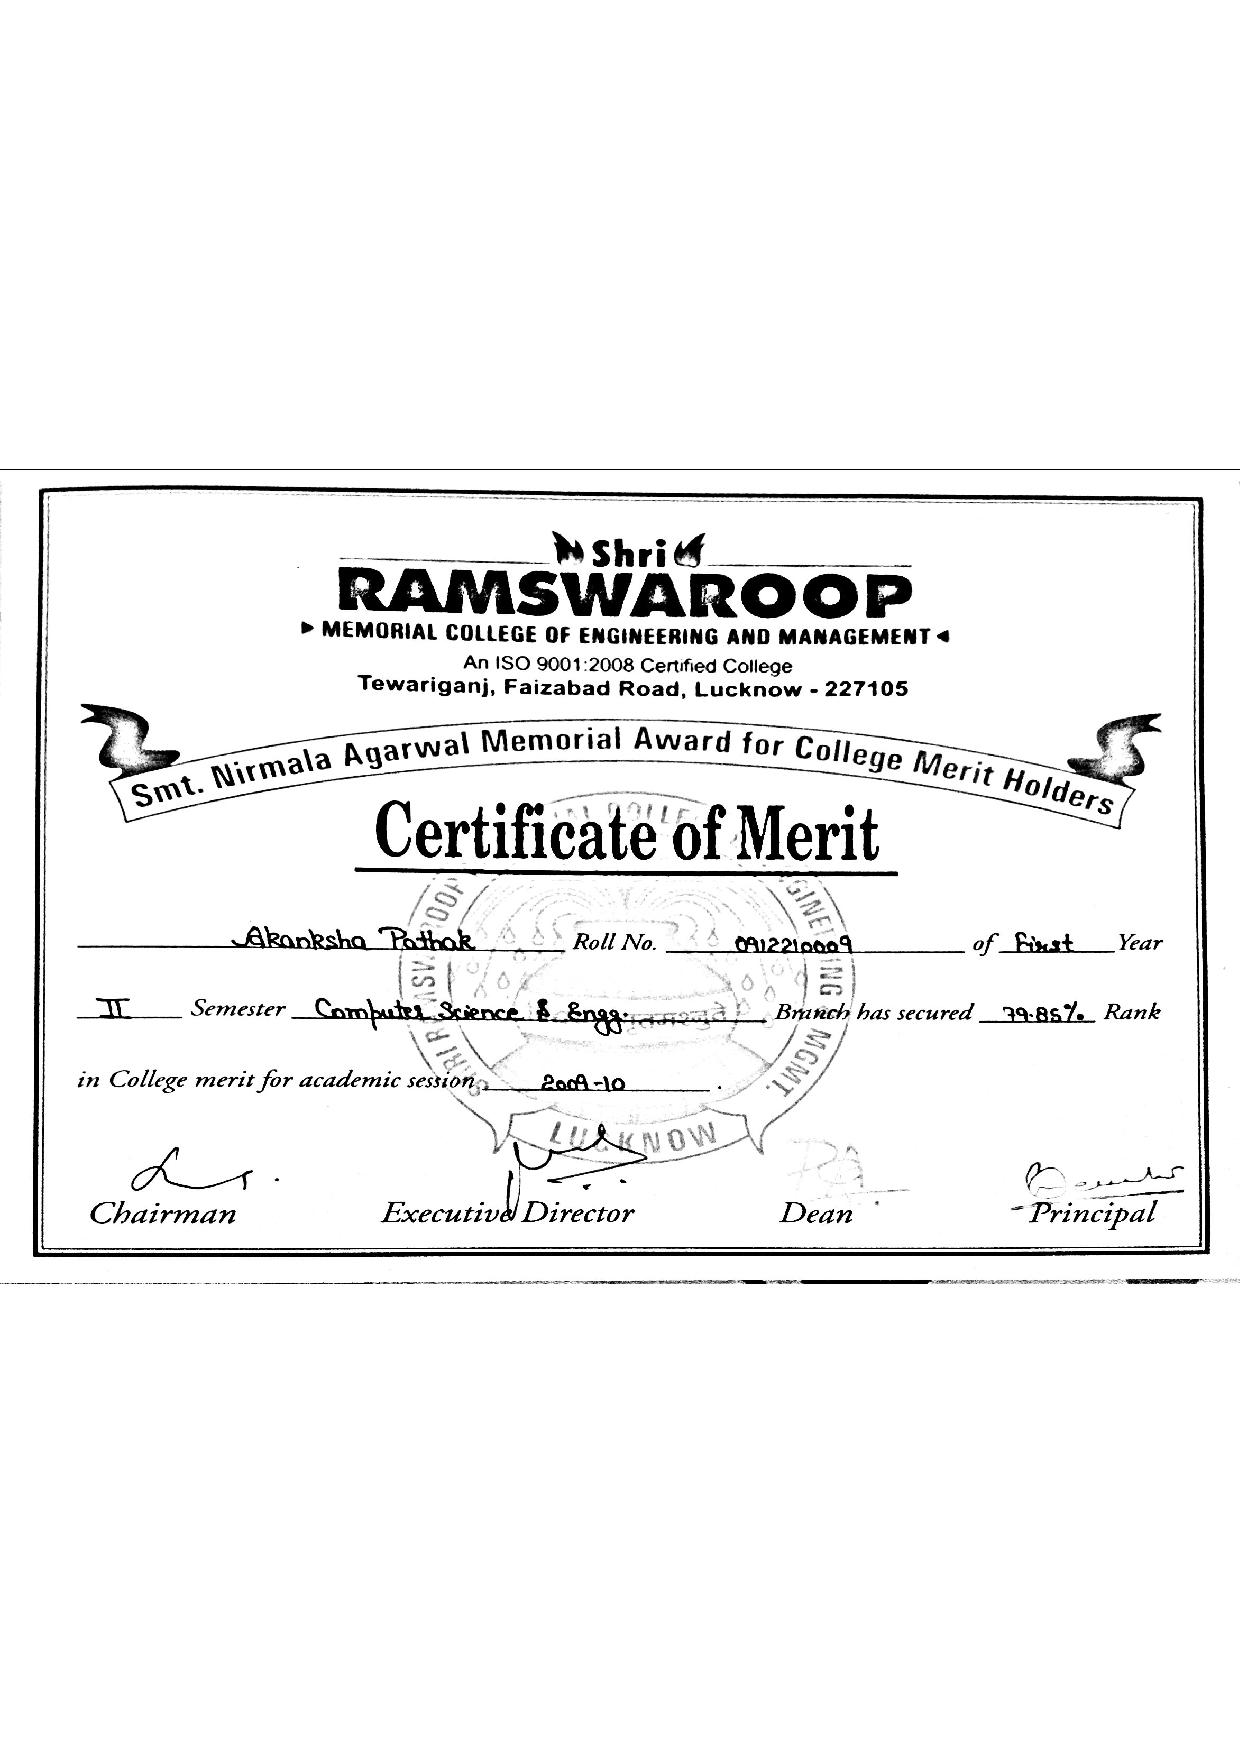 Shri
RAMSWAROOP
MEMORIAL COLLEGE OF ENGINEERING AND MANAGEMENT
An ISO 9001:2008 Certified College
Tewariganj, Faizabad Road, Lucknow - 227105
Smt. Nirmala Agarwal Memorial Award for College Merit Holders
Certificate of Merit
Akanksha Pathak Roll No. 0912210009 of First Year
II Semester Computer Science & Engg. Branch has secured 79.85% Rank
in College merit for academic session 2009-10 .
LUCKNOW
Chairman Executive Director Dean Principal